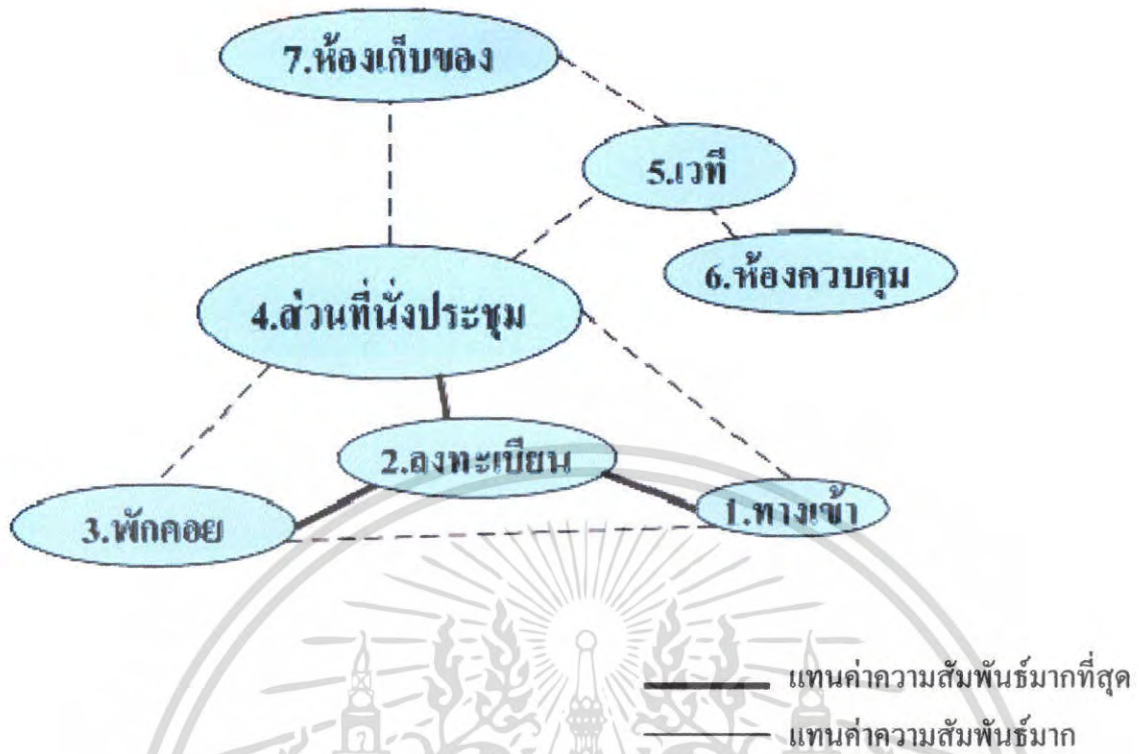 7.ห้องเก็บของ
5.เวที
6.ห้องควบคุม
4.ส่วนที่นั่งประชุม
2.ลงทะเบียน
3.พักคอย
1.ทางเข้า
แทนค่าความสัมพันธ์มากที่สุด
แทนค่าความสัมพันธ์มาก